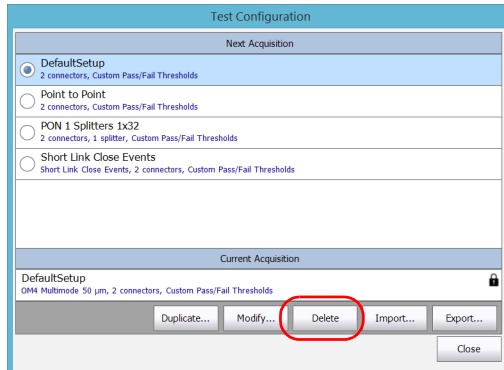 Test Configuration
Next Acquisition
DefaultSetup
2 connectors, Custom Pass/Fail Thresholds
Point to Point
2 connectors, Custom Pass/Fail Thresholds
PON 1 Splitters 1x32
2 connectors, 1 splitter, Custom Pass/Fail Thresholds
Short Link Close Events
Short Link Close Events, 2 connectors, Custom Pass/Fail Thresholds
Current Acquisition
DefaultSetup
OM4 Multimode 50 µm, 2 connectors, Custom Pass/Fail Thresholds
Duplicate... Modify... Delete Import... Export...
Close